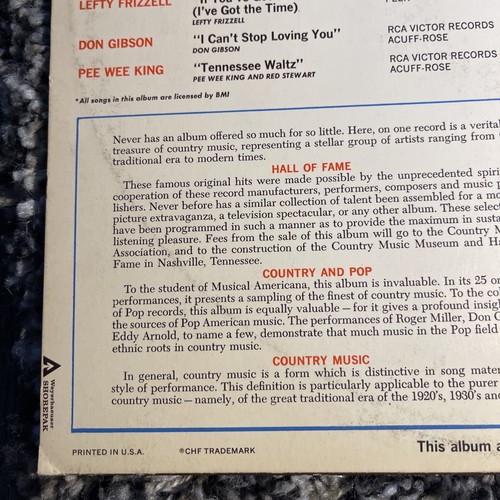 LEFTY FRIZZELL
(I've Got the Time)
LEFTY FRIZZELL
DON GIBSON "I Can't Stop Loving You" RCA VICTOR RECORDS
DON GIBSON ACUFF-ROSE
PEE WEE KING "Tennessee Waltz" RCA VICTOR RECORDS
PEE WEE KING AND RED STEWART ACUFF-ROSE
*All songs in this album are licensed by BMI
Never has an album offered so much for so little. Here, on one record is a verita
treasure of country music, representing a stellar group of artists ranging from
traditional era to modern times.
HALL OF FAME
These famous original hits were made possible by the unprecedented spiri
cooperation of these record manufacturers, performers, composers and music p
lishers. Never before has a similar collection of talent been assembled for a mo
picture extravaganza, a television spectacular, or any other album. These select
have been programmed in such a manner as to provide the maximum in susta
listening pleasure. Fees from the sale of this album will go to the Country M
Association, and to the construction of the Country Music Museum and Ha
Fame in Nashville, Tennessee.
COUNTRY AND POP
To the student of Musical Americana, this album is invaluable. In its 25 or
performances, it presents a sampling of the finest of country music. To the co
of Pop records, this album is equally valuable — for it gives a profound insig
the sources of Pop American music. The performances of Roger Miller, Don G
Eddy Arnold, to name a few, demonstrate that much music in the Pop field
ethnic roots in country music.
COUNTRY MUSIC
In general, country music is a form which is distinctive in song mater
style of performance. This definition is particularly applicable to the purer
country music — namely, of the great traditional era of the 1920's, 1930's and
Weyerhaeuser
SHOREPAK
PRINTED IN U.S.A. ®CHF TRADEMARK This album a